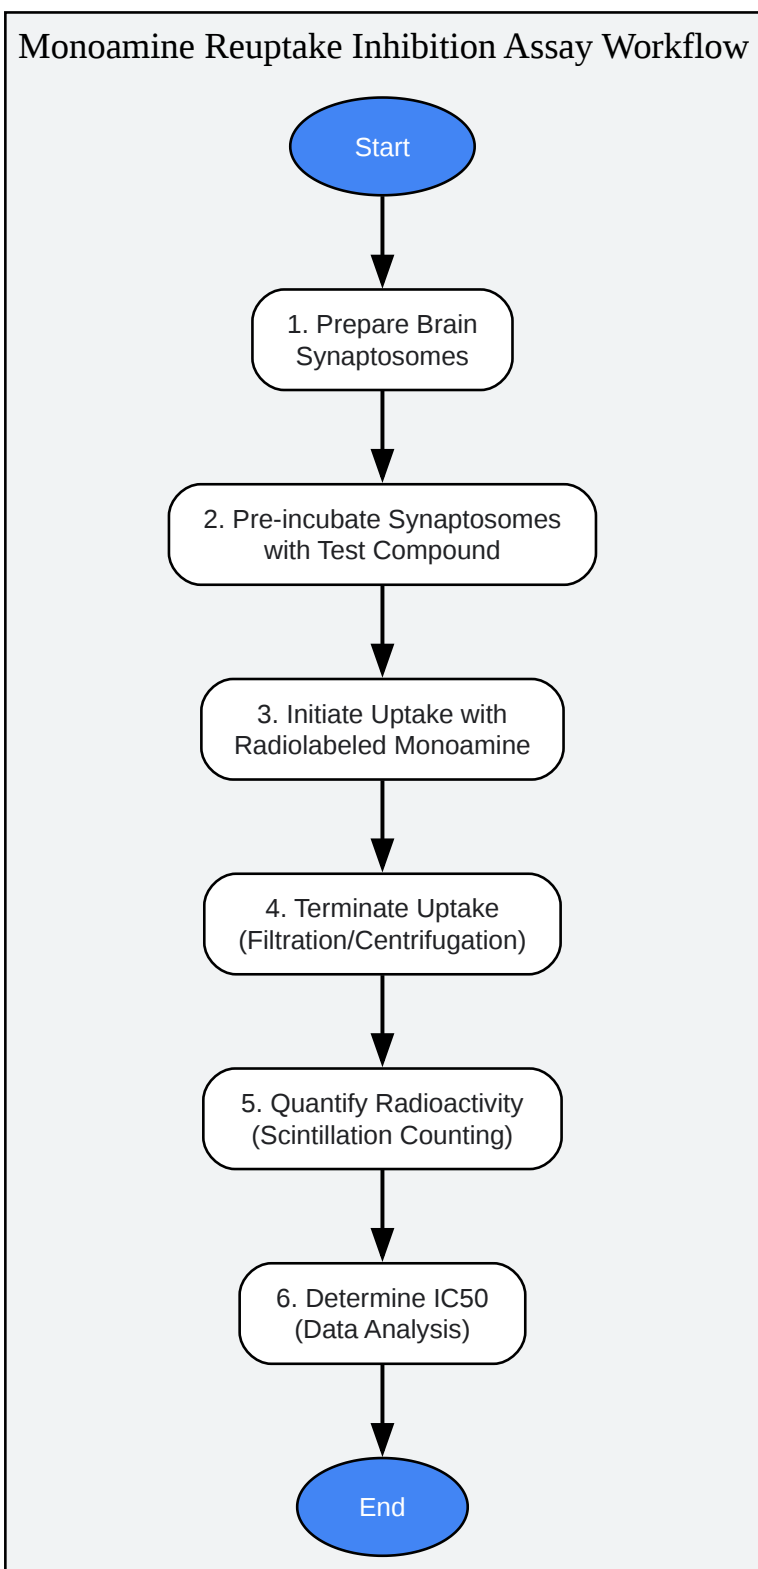 Monoamine Reuptake Inhibition Assay Workflow
Start
1. Prepare Brain
Synaptosomes
2. Pre-incubate Synaptosomes
with Test Compound
3. Initiate Uptake with
Radiolabeled Monoamine
4. Terminate Uptake
(Filtration/Centrifugation)
5. Quantify Radioactivity
(Scintillation Counting)
6. Determine IC50
(Data Analysis)
End